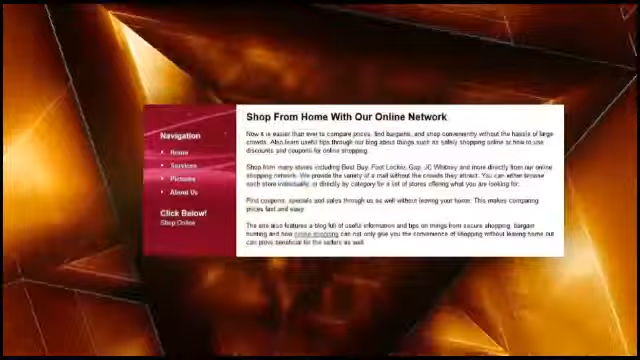 Shop From Home With Our Online Network
Navigation
Now it is easier than ever to compare prices, find bargains, and shop conveniently without the hassle of large
crowds. Also learn useful tips through our blog about things such as safely shopping online or how to use
discounts and coupons for online shopping.
Home
Services
Pictures
About Us
Shop from many stores including Best Buy, Foot Locker, Gap, JC Whitney and more directly from our online
shopping network. We provide the variety of a mall without the crowds they attract. You can either browse
each store individually, or directly by category for a lot of stores offering what you are looking for.
Click Below!
Shop Online
Find coupons, specials and sales through us as well without leaving your home. This makes comparing
prices fast and easy.
The site also features a blog full of useful information and tips on things from secure shopping, bargain
hunting and how online shopping can not only give you the convenience of shopping without leaving home but
can prove beneficial for the sellers as well.